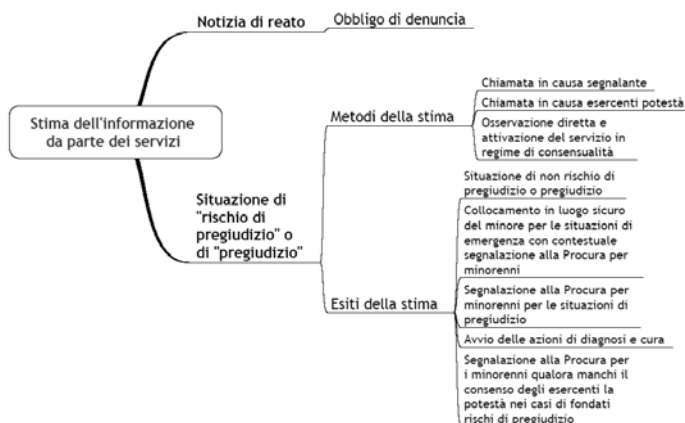 Stima dell'informazione
da parte dei servizi
Notizia di reato
Obbligo di denuncia
Situazione di
"rischio di
pregiudizio" o
di "pregiudizio"
Metodi della stima
Chiamata in causa segnalante
Chiamata in causa esercenti potestà
Osservazione diretta e
attivazione del servizio in
regime di consensualità
Esiti della stima
Situazione di non rischio di
pregiudizio o pregiudizio
Collocamento in luogo sicuro
del minore per le situazioni di
emergenza con contestuale
segnalazione alla Procura per
minorenni
Segnalazione alla Procura per
minorenni per le situazioni di
pregiudizio
Avvio delle azioni di diagnosi e cura
Segnalazione alla Procura per
i minorenni qualora manchi il
consenso degli esercenti la
potestà nei casi di fondati
rischi di pregiudizio